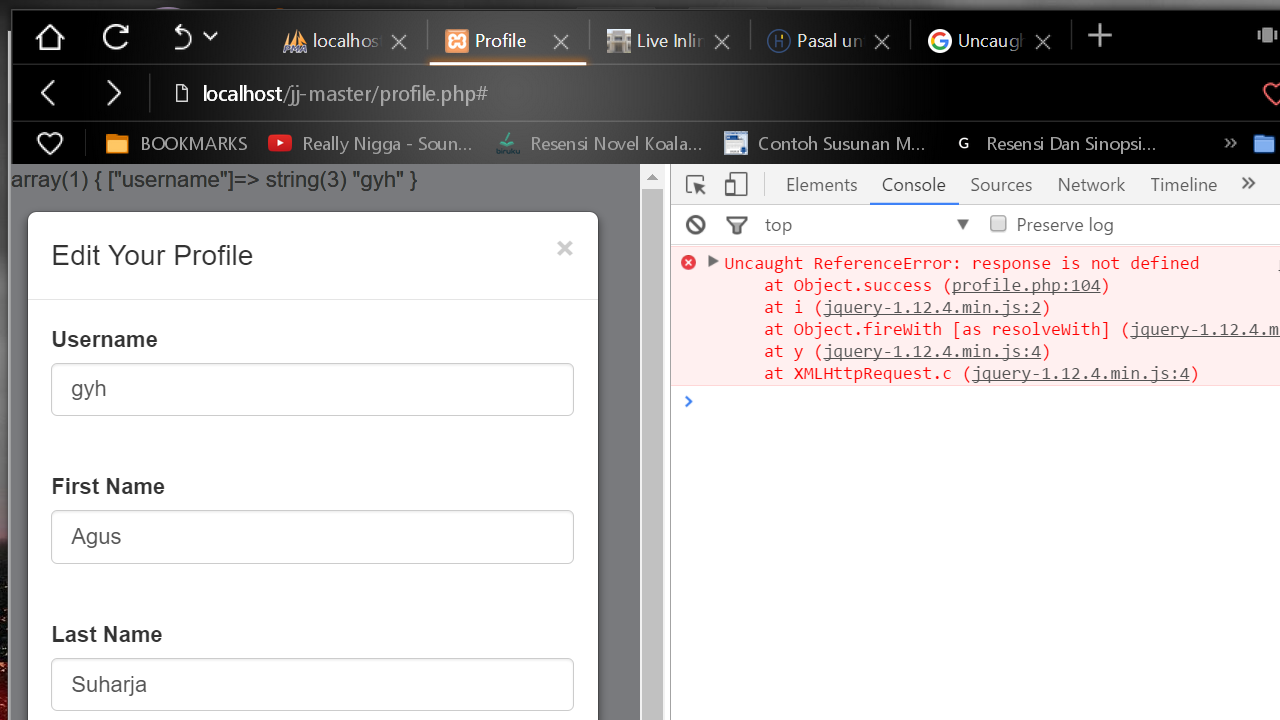 localhos
Profile
Live Inlin
Pasal un
Uncaugh
localhost/jj-master/profile.php#
BOOKMARKS
Really Nigga - Soun...
Resensi Novel Koala...
Contoh Susunan M...
G Resensi Dan Sinopsi...
array(1) { ["username"]=> string(3) "gyh" }
Edit Your Profile
×
Username
gyh
First Name
Agus
Last Name
Suharja
Elements Console Sources Network Timeline »
top ▼ Preserve log
Uncaught ReferenceError: response is not defined
at Object.success (profile.php:104)
at i (jquery-1.12.4.min.js:2)
at Object.fireWith [as resolveWith] (jquery-1.12.4.m
at y (jquery-1.12.4.min.js:4)
at XMLHttpRequest.c (jquery-1.12.4.min.js:4)